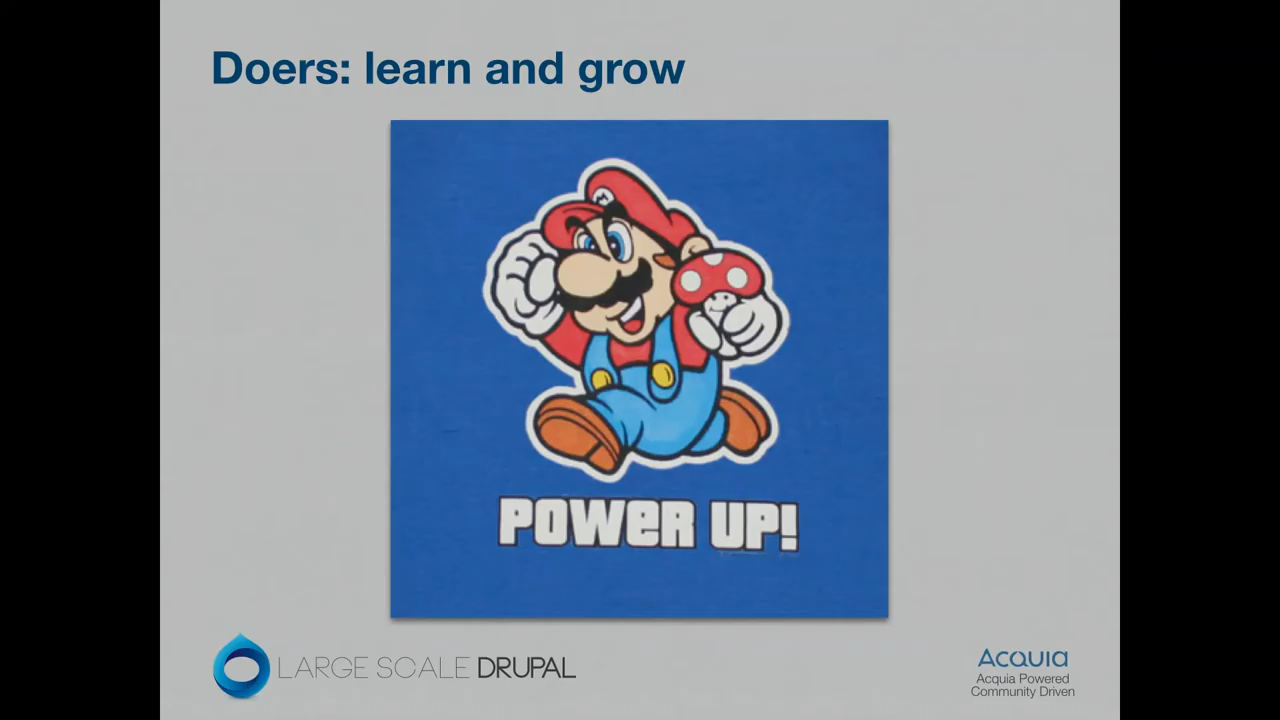 Doers: learn and grow
M
POWER UP!
LARGE SCALE DRUPAL
Acquia
Acquia Powered
Community Driven